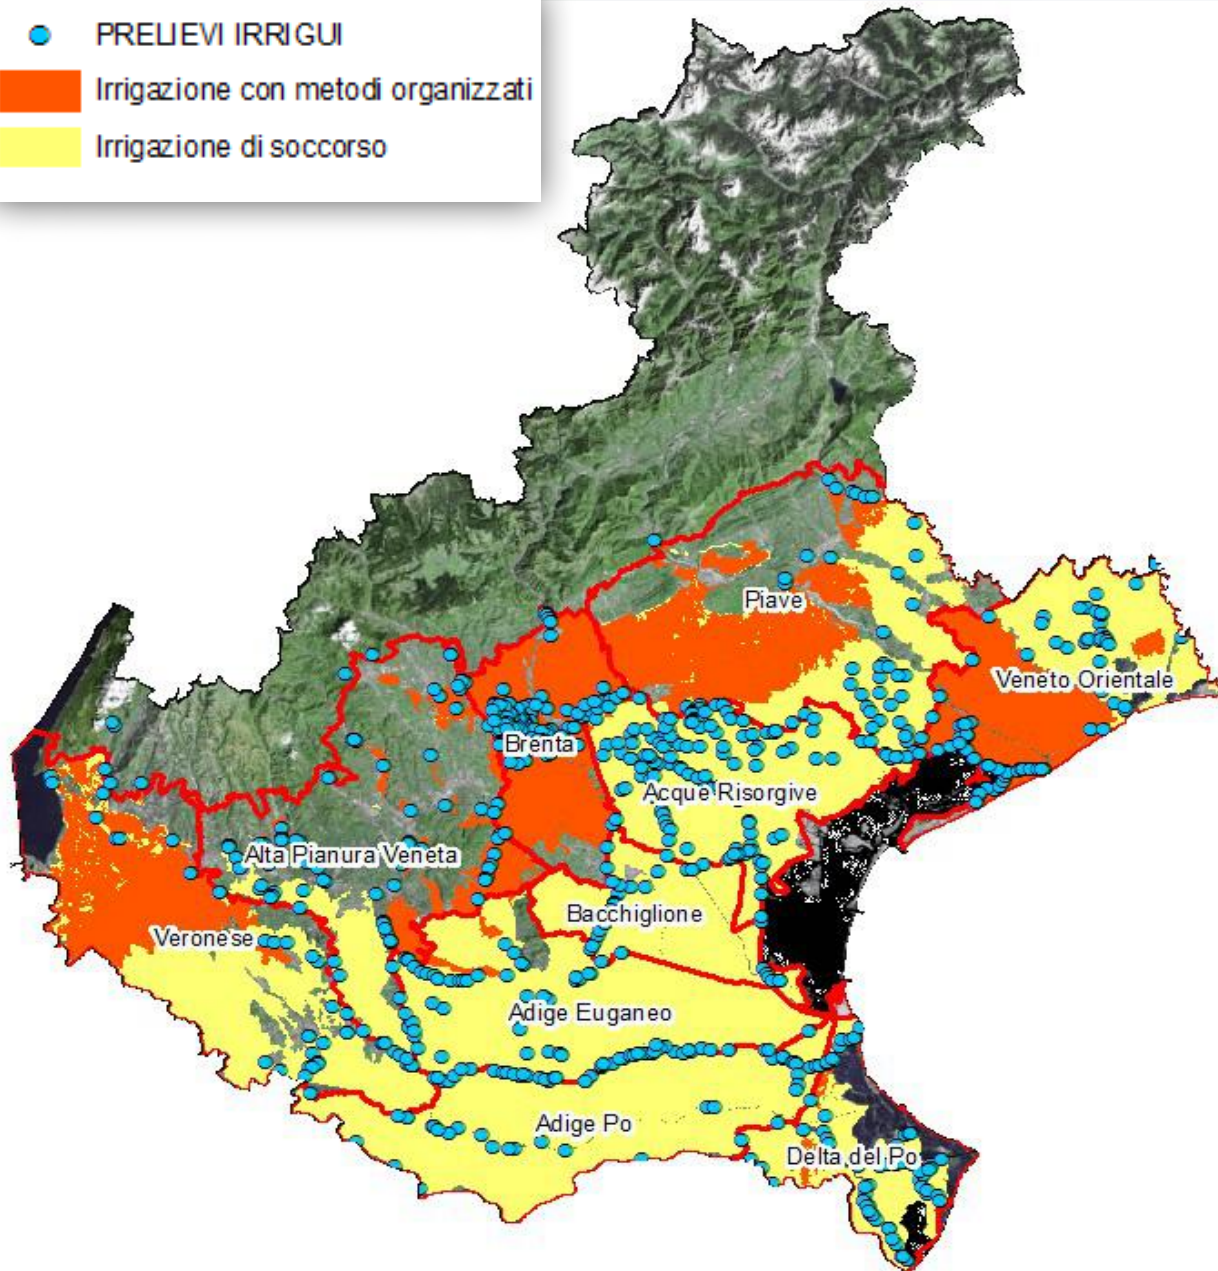 PRELIEVI IRRIGUI
Irrigazione con metodi organizzati
Irrigazione di soccorso
Piave
Veneto Orientale
Brenta
Acque Risorgive
Alta Pianura Veneta
Bacchiglione
Veronese
Adige Euganeo
Adige Po
Delta del Po